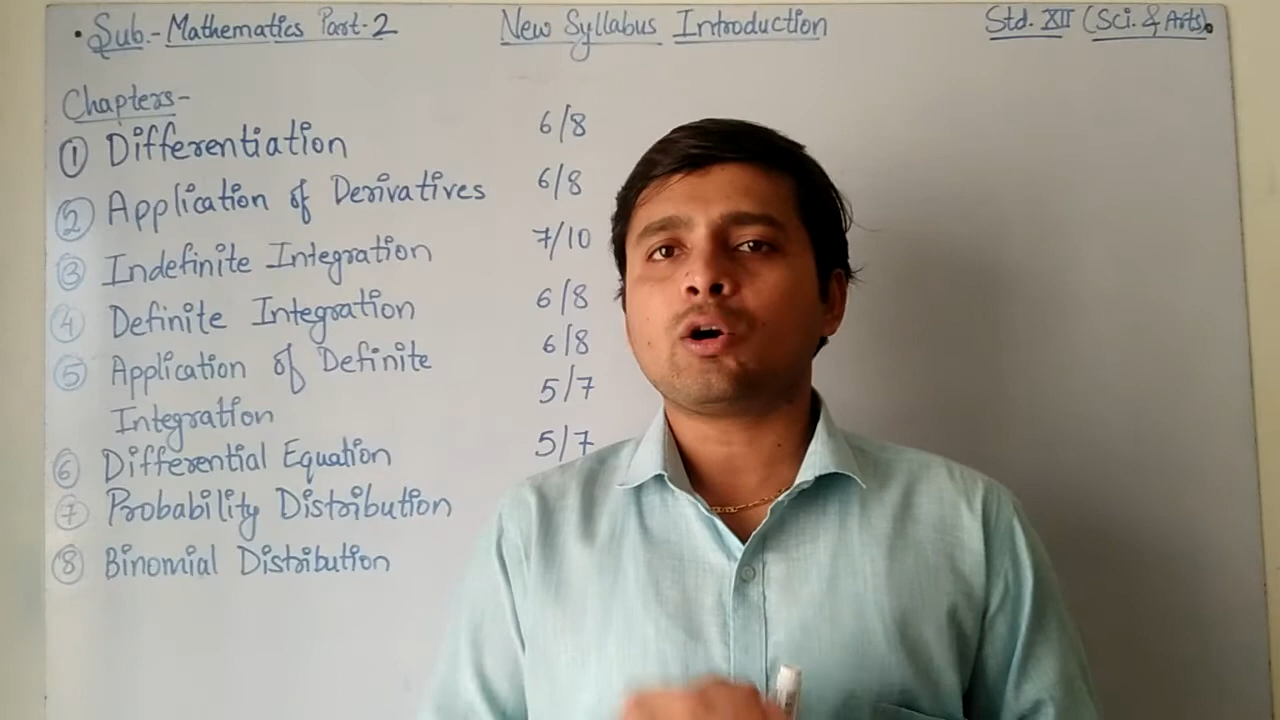 • Sub.- Mathematics Part-2 New Syllabus Introduction Std. XII (Sci. & Arts).
Chapters-
① Differentiation 6/8
② Application of Derivatives 6/8
③ Indefinite Integration 7/10
④ Definite Integration 6/8
⑤ Application of Definite 6/8
Integration 5/7
⑥ Differential Equation 5/7
⑦ Probability Distribution
⑧ Binomial Distribution